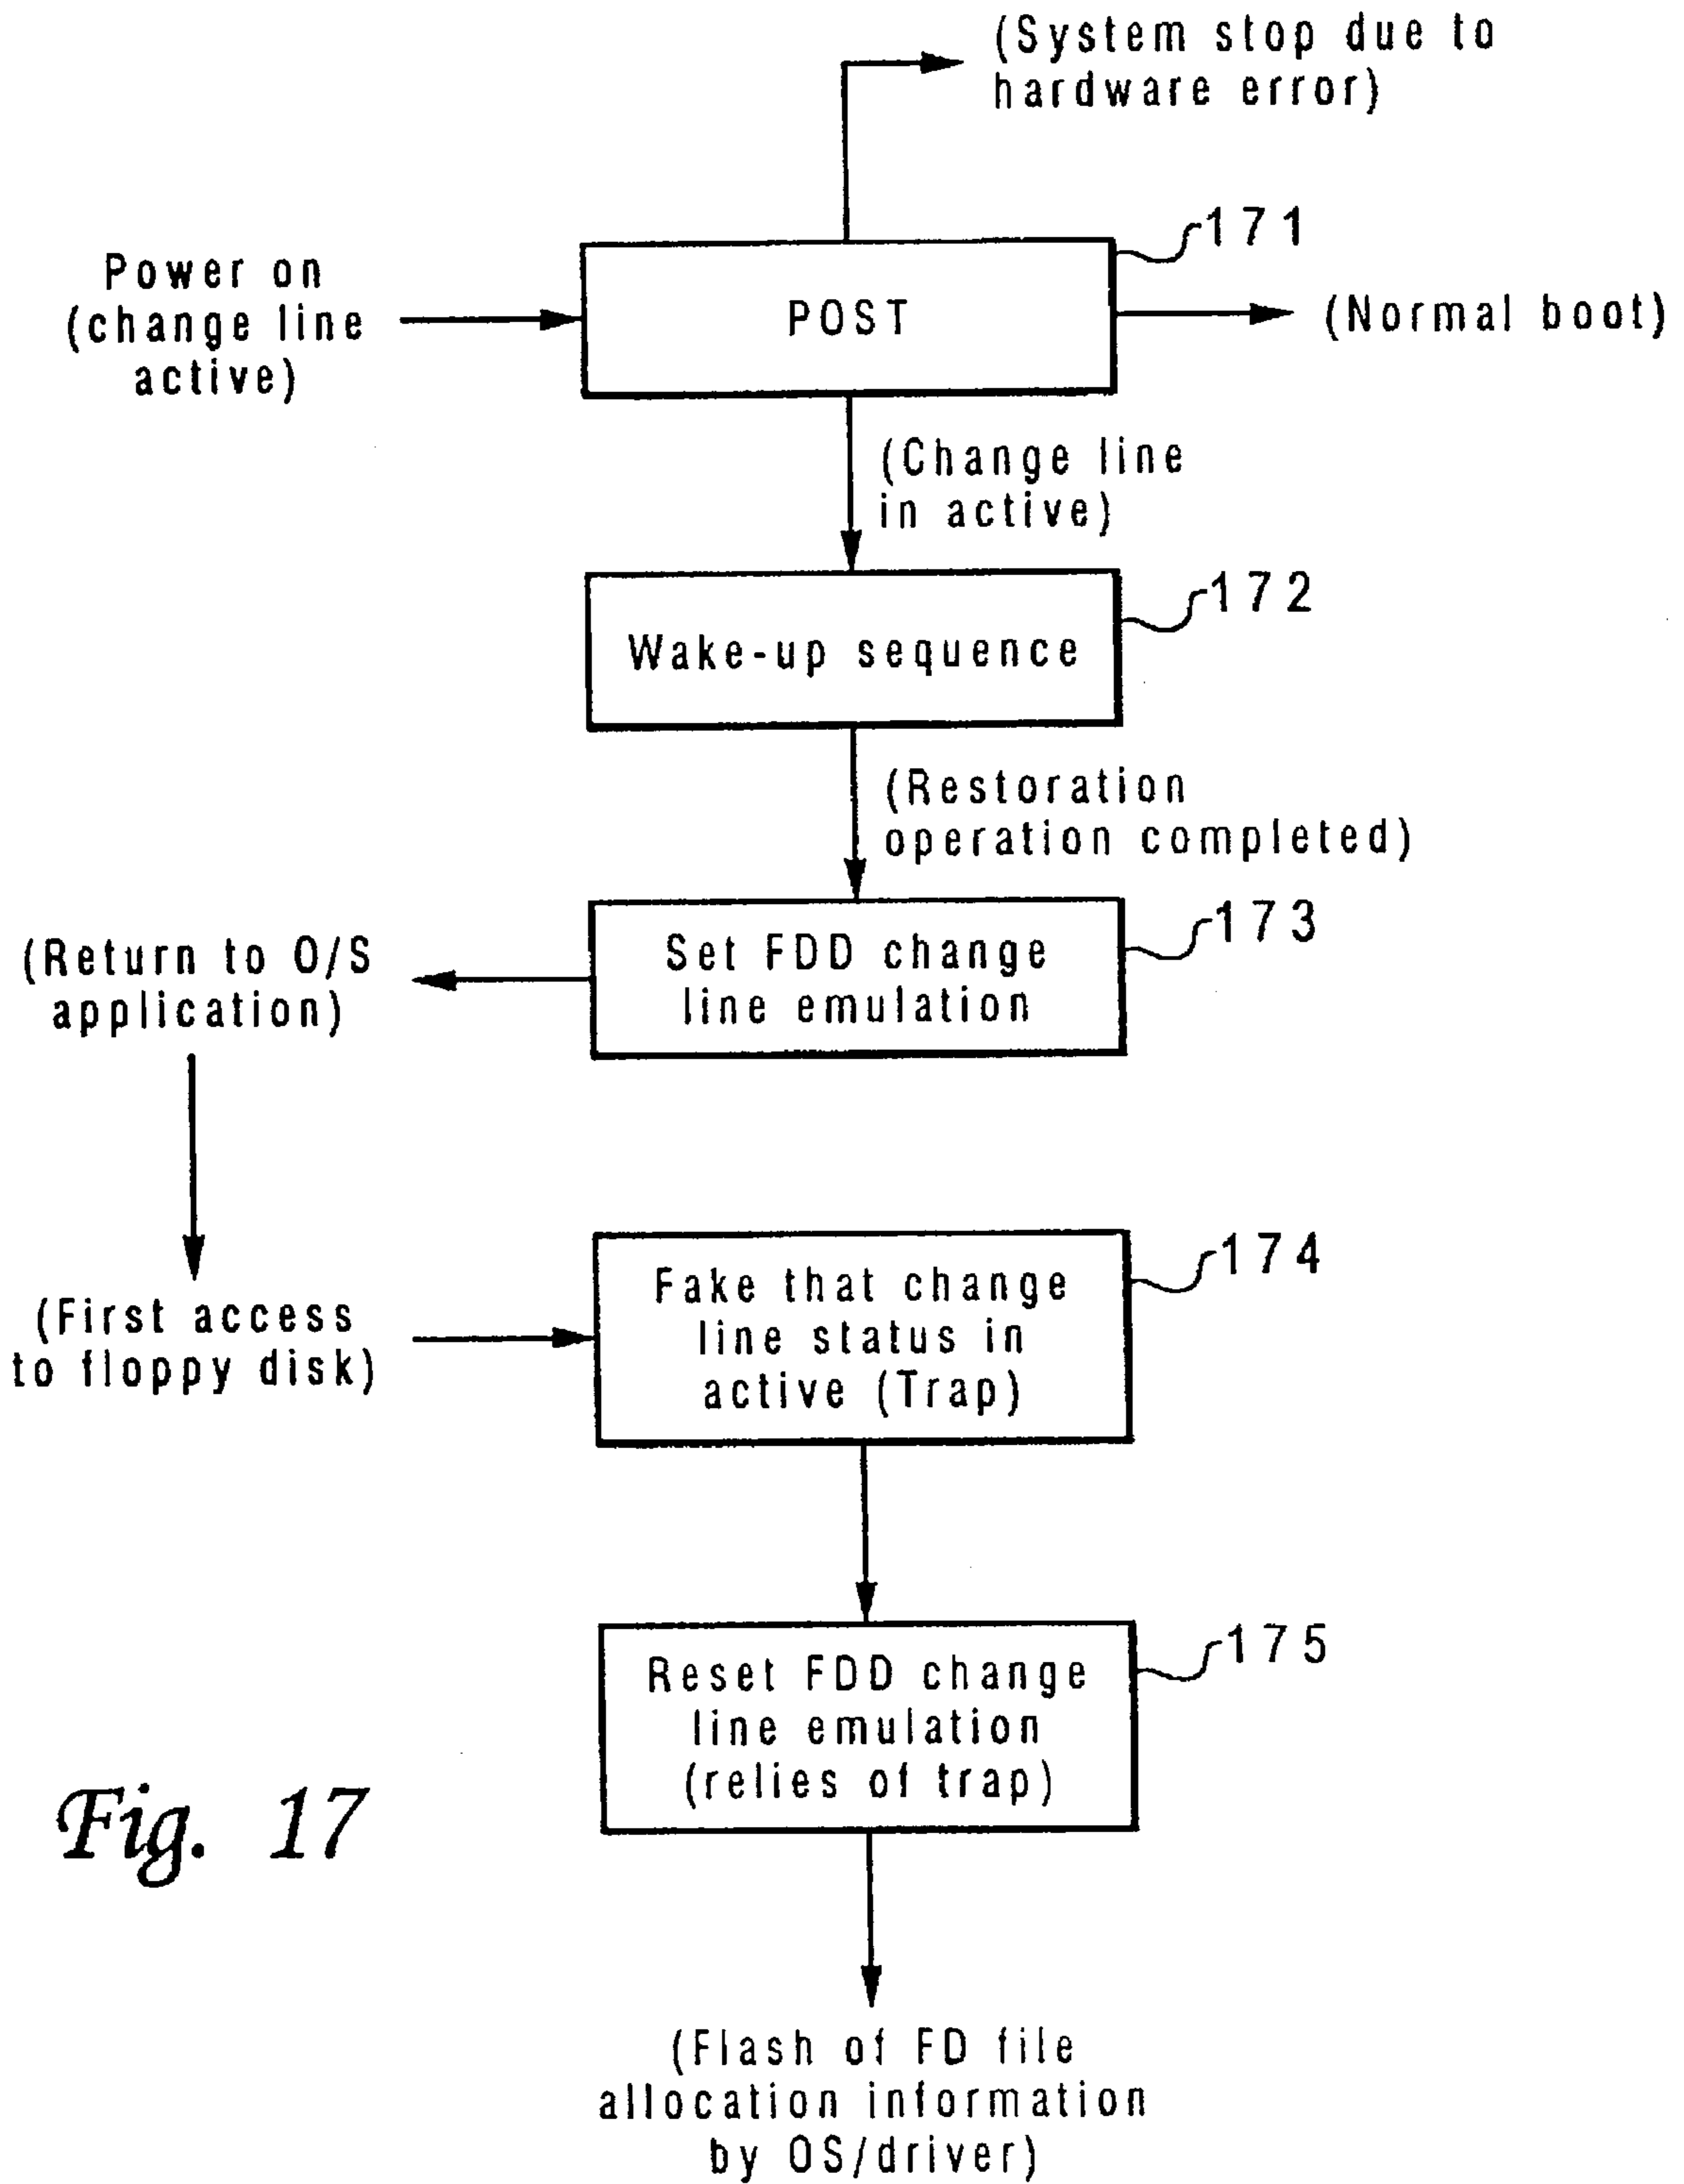 (System stop due to
hardware error)
171
Power on
(change line
active)
POST
(Normal boot)
(Change line
in active)
172
Wake-up sequence
(Restoration
operation completed)
173
Set FDD change
line emulation
(Return to O/S
application)
174
Fake that change
line status in
active (Trap)
(First access
to floppy disk)
175
Reset FDD change
line emulation
(relies of trap)
Fig. 17
(Flash of FD file
allocation information
by OS/driver)